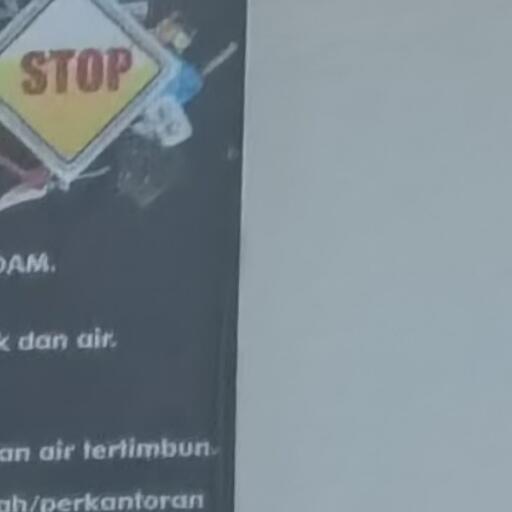 STOP
DAM.
k dan air.
an air tertimbun.
ah/perkantoran